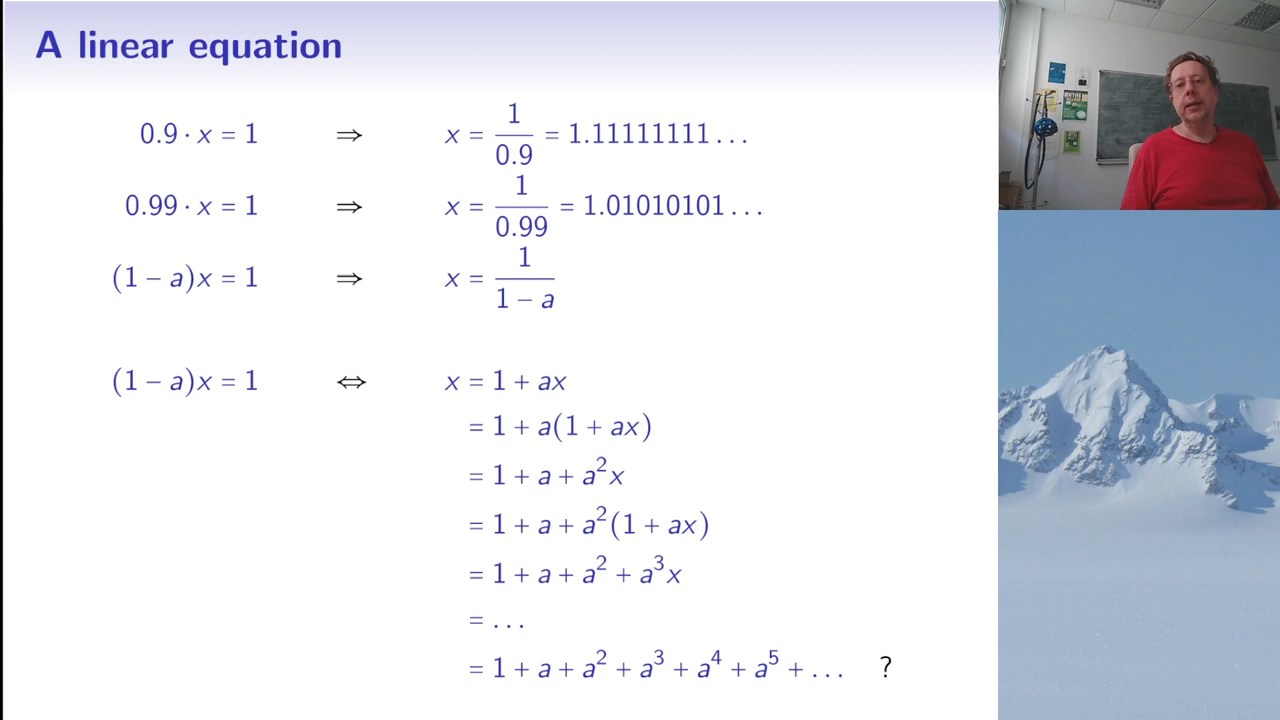 A linear equation
0.9 · x = 1 ⇒ x = 1/0.9 = 1.11111111...
0.99 · x = 1 ⇒ x = 1/0.99 = 1.01010101...
(1 − a)x = 1 ⇒ x = 1/(1 − a)
(1 − a)x = 1 ⇔ x = 1 + ax
= 1 + a(1 + ax)
= 1 + a + a²x
= 1 + a + a²(1 + ax)
= 1 + a + a² + a³x
= ...
= 1 + a + a² + a³ + a⁴ + a⁵ + ... ?